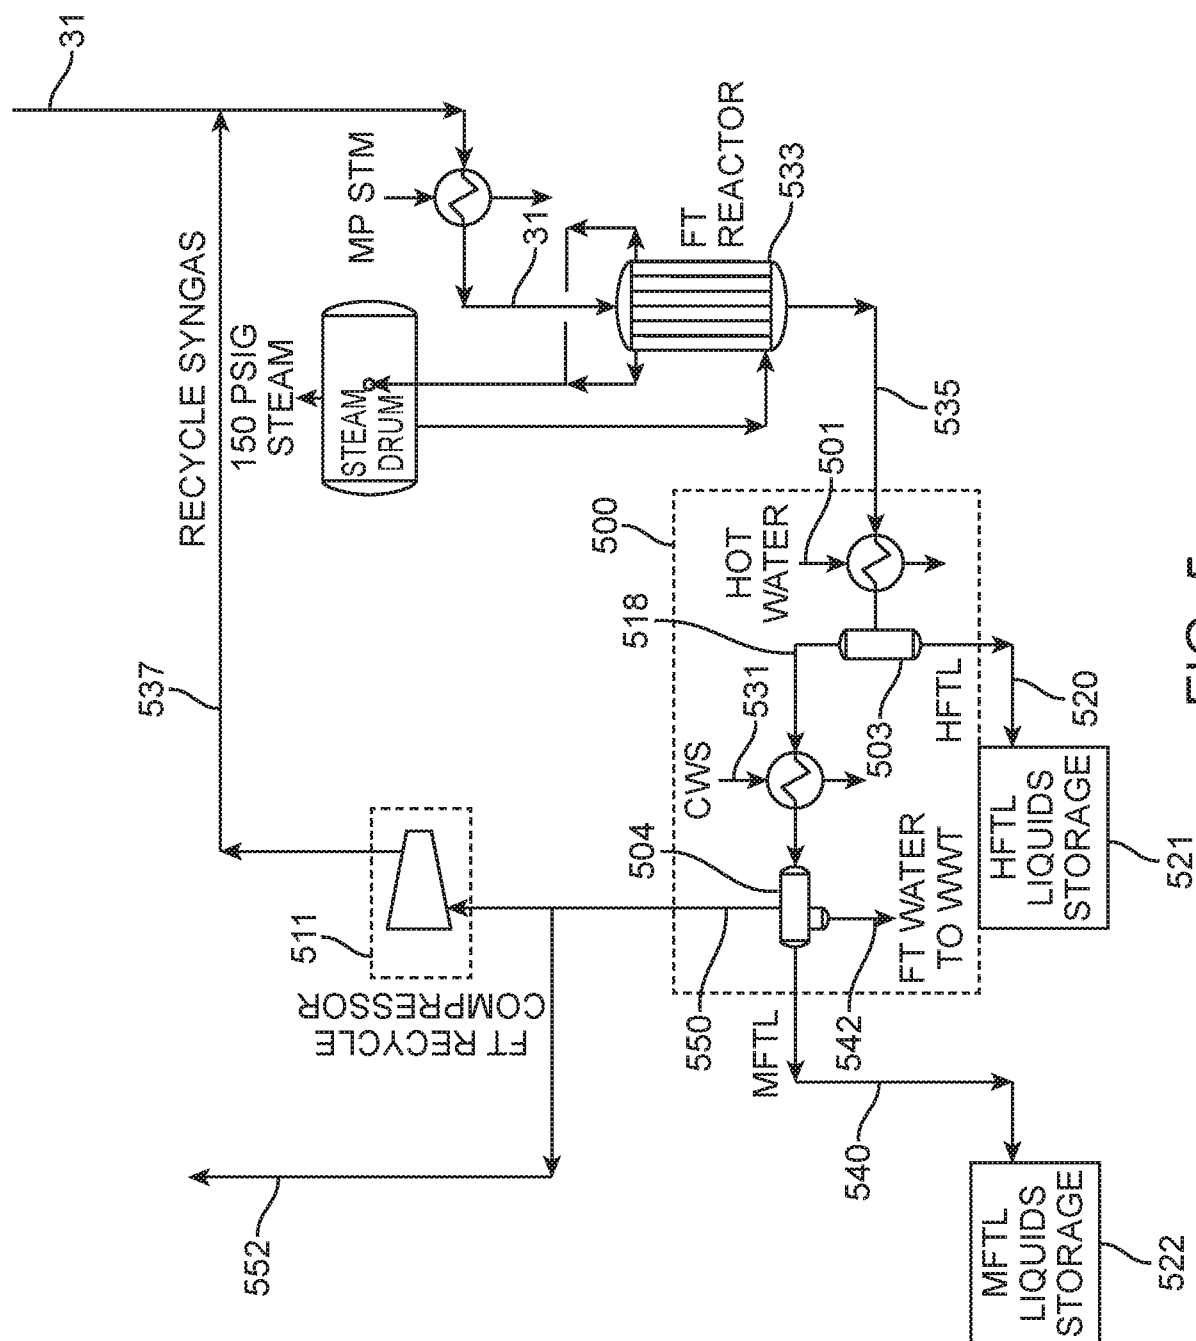 31
RECYCLE SYNGAS
537
150 PSIG
STEAM
STEAM
DRUM
MP STM
31
FT
REACTOR
533
535
FT RECYCLE
COMPRESSOR
511
552
500
HOT
WATER
501
518
CWS
531
503
504
HFTL
520
HFTL
LIQUIDS
STORAGE
521
550
542
FT WATER
TO WWT
MFTL
540
MFTL
LIQUIDS
STORAGE
522